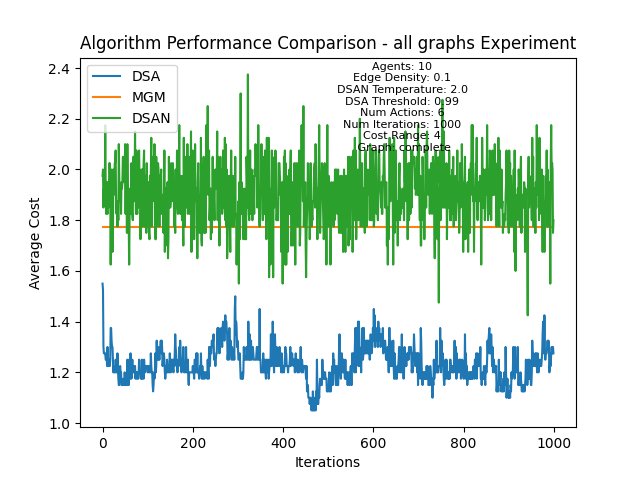 Algorithm Performance Comparison - all graphs Experiment
DSA
MGM
DSAN
Agents: 10
Edge Density: 0.1
DSAN Temperature: 2.0
DSA Threshold: 0.99
Num Actions: 6
Num Iterations: 1000
Cost Range: 4
Graph: complete
Average Cost
2.4
2.2
2.0
1.8
1.6
1.4
1.2
1.0
0
200
400
600
800
1000
Iterations